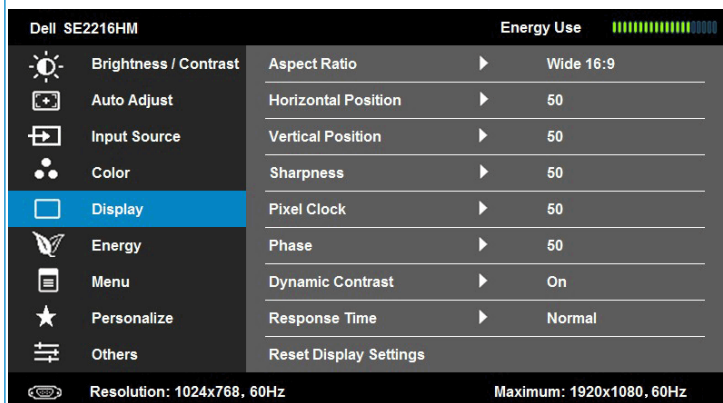 Dell SE2216HM Energy Use
Brightness / Contrast Aspect Ratio Wide 16:9
Auto Adjust Horizontal Position 50
Input Source Vertical Position 50
Color Sharpness 50
Display Pixel Clock 50
Energy Phase 50
Menu Dynamic Contrast On
Personalize Response Time Normal
Others Reset Display Settings
Resolution: 1024x768, 60Hz Maximum: 1920x1080, 60Hz